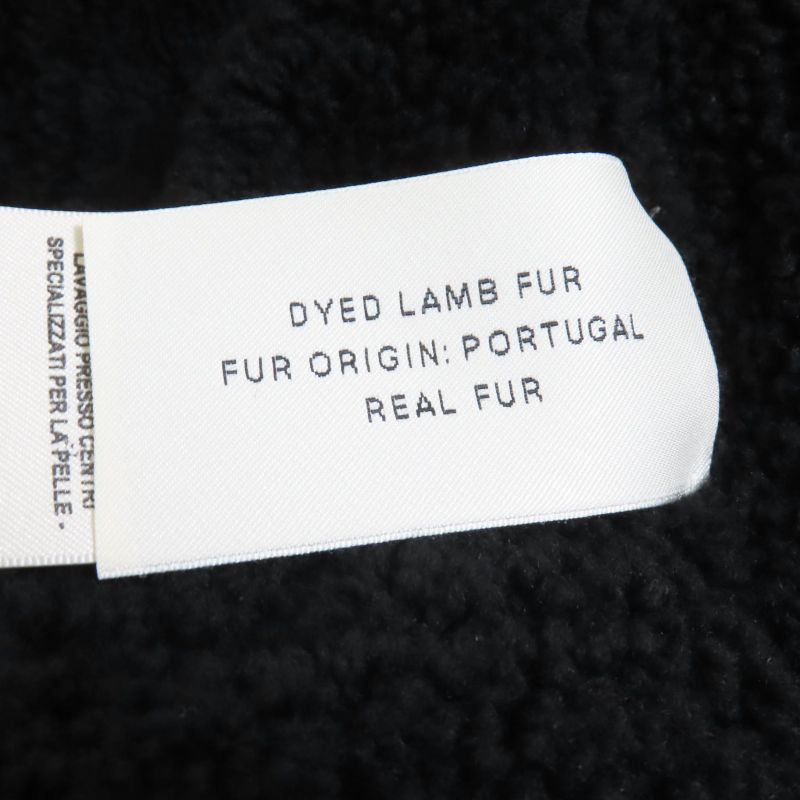 DYED LAMB FUR
FUR ORIGIN: PORTUGAL
REAL FUR
LAVAGGIO PRESSO CENTRI
SPECIALIZZATI PER LA PELLE -